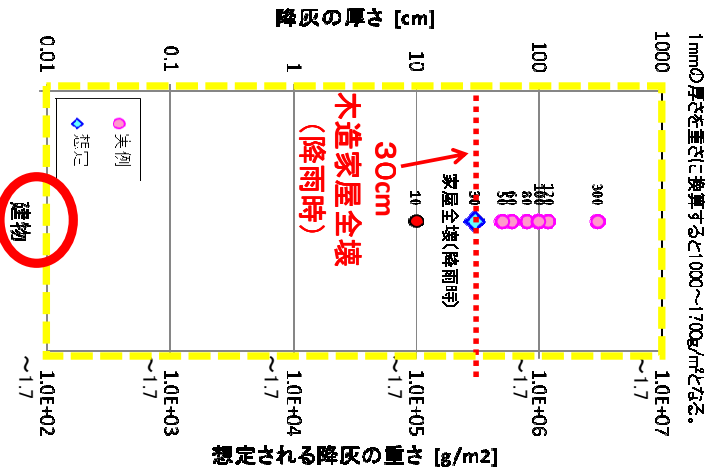 降灰の厚さ [cm]
0.01
0.1
1
10
100
1000
1mmの厚さを重さに換算すると1000～1700g/㎡となる。
実例
想定
30cm
木造家屋全壊
（降雨時）
家屋全壊(降雨時)
10
30
50
60
80
100
120
300
建物
1.0E+02
～1.7
1.0E+03
～1.7
1.0E+04
～1.7
1.0E+05
～1.7
1.0E+06
～1.7
1.0E+07
～1.7
想定される降灰の重さ [g/m2]